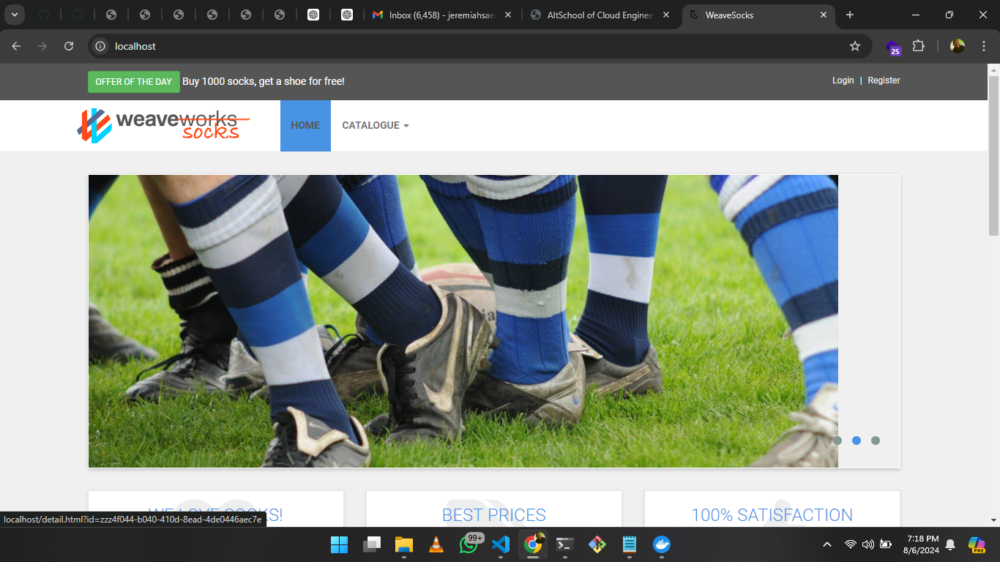 Inbox (6,458) - jeremiahsae
AltSchool of Cloud Enginee
WeaveSocks
localhost
25
OFFER OF THE DAY Buy 1000 socks, get a shoe for free!
Login | Register
weaveworks
socks
HOME
CATALOGUE
WE LOVE SOCKS!
BEST PRICES
100% SATISFACTION
localhost/detail.html?id=zzz4f044-b040-410d-8ead-4de0446aec7e
99+
7:18 PM
8/6/2024
PRE